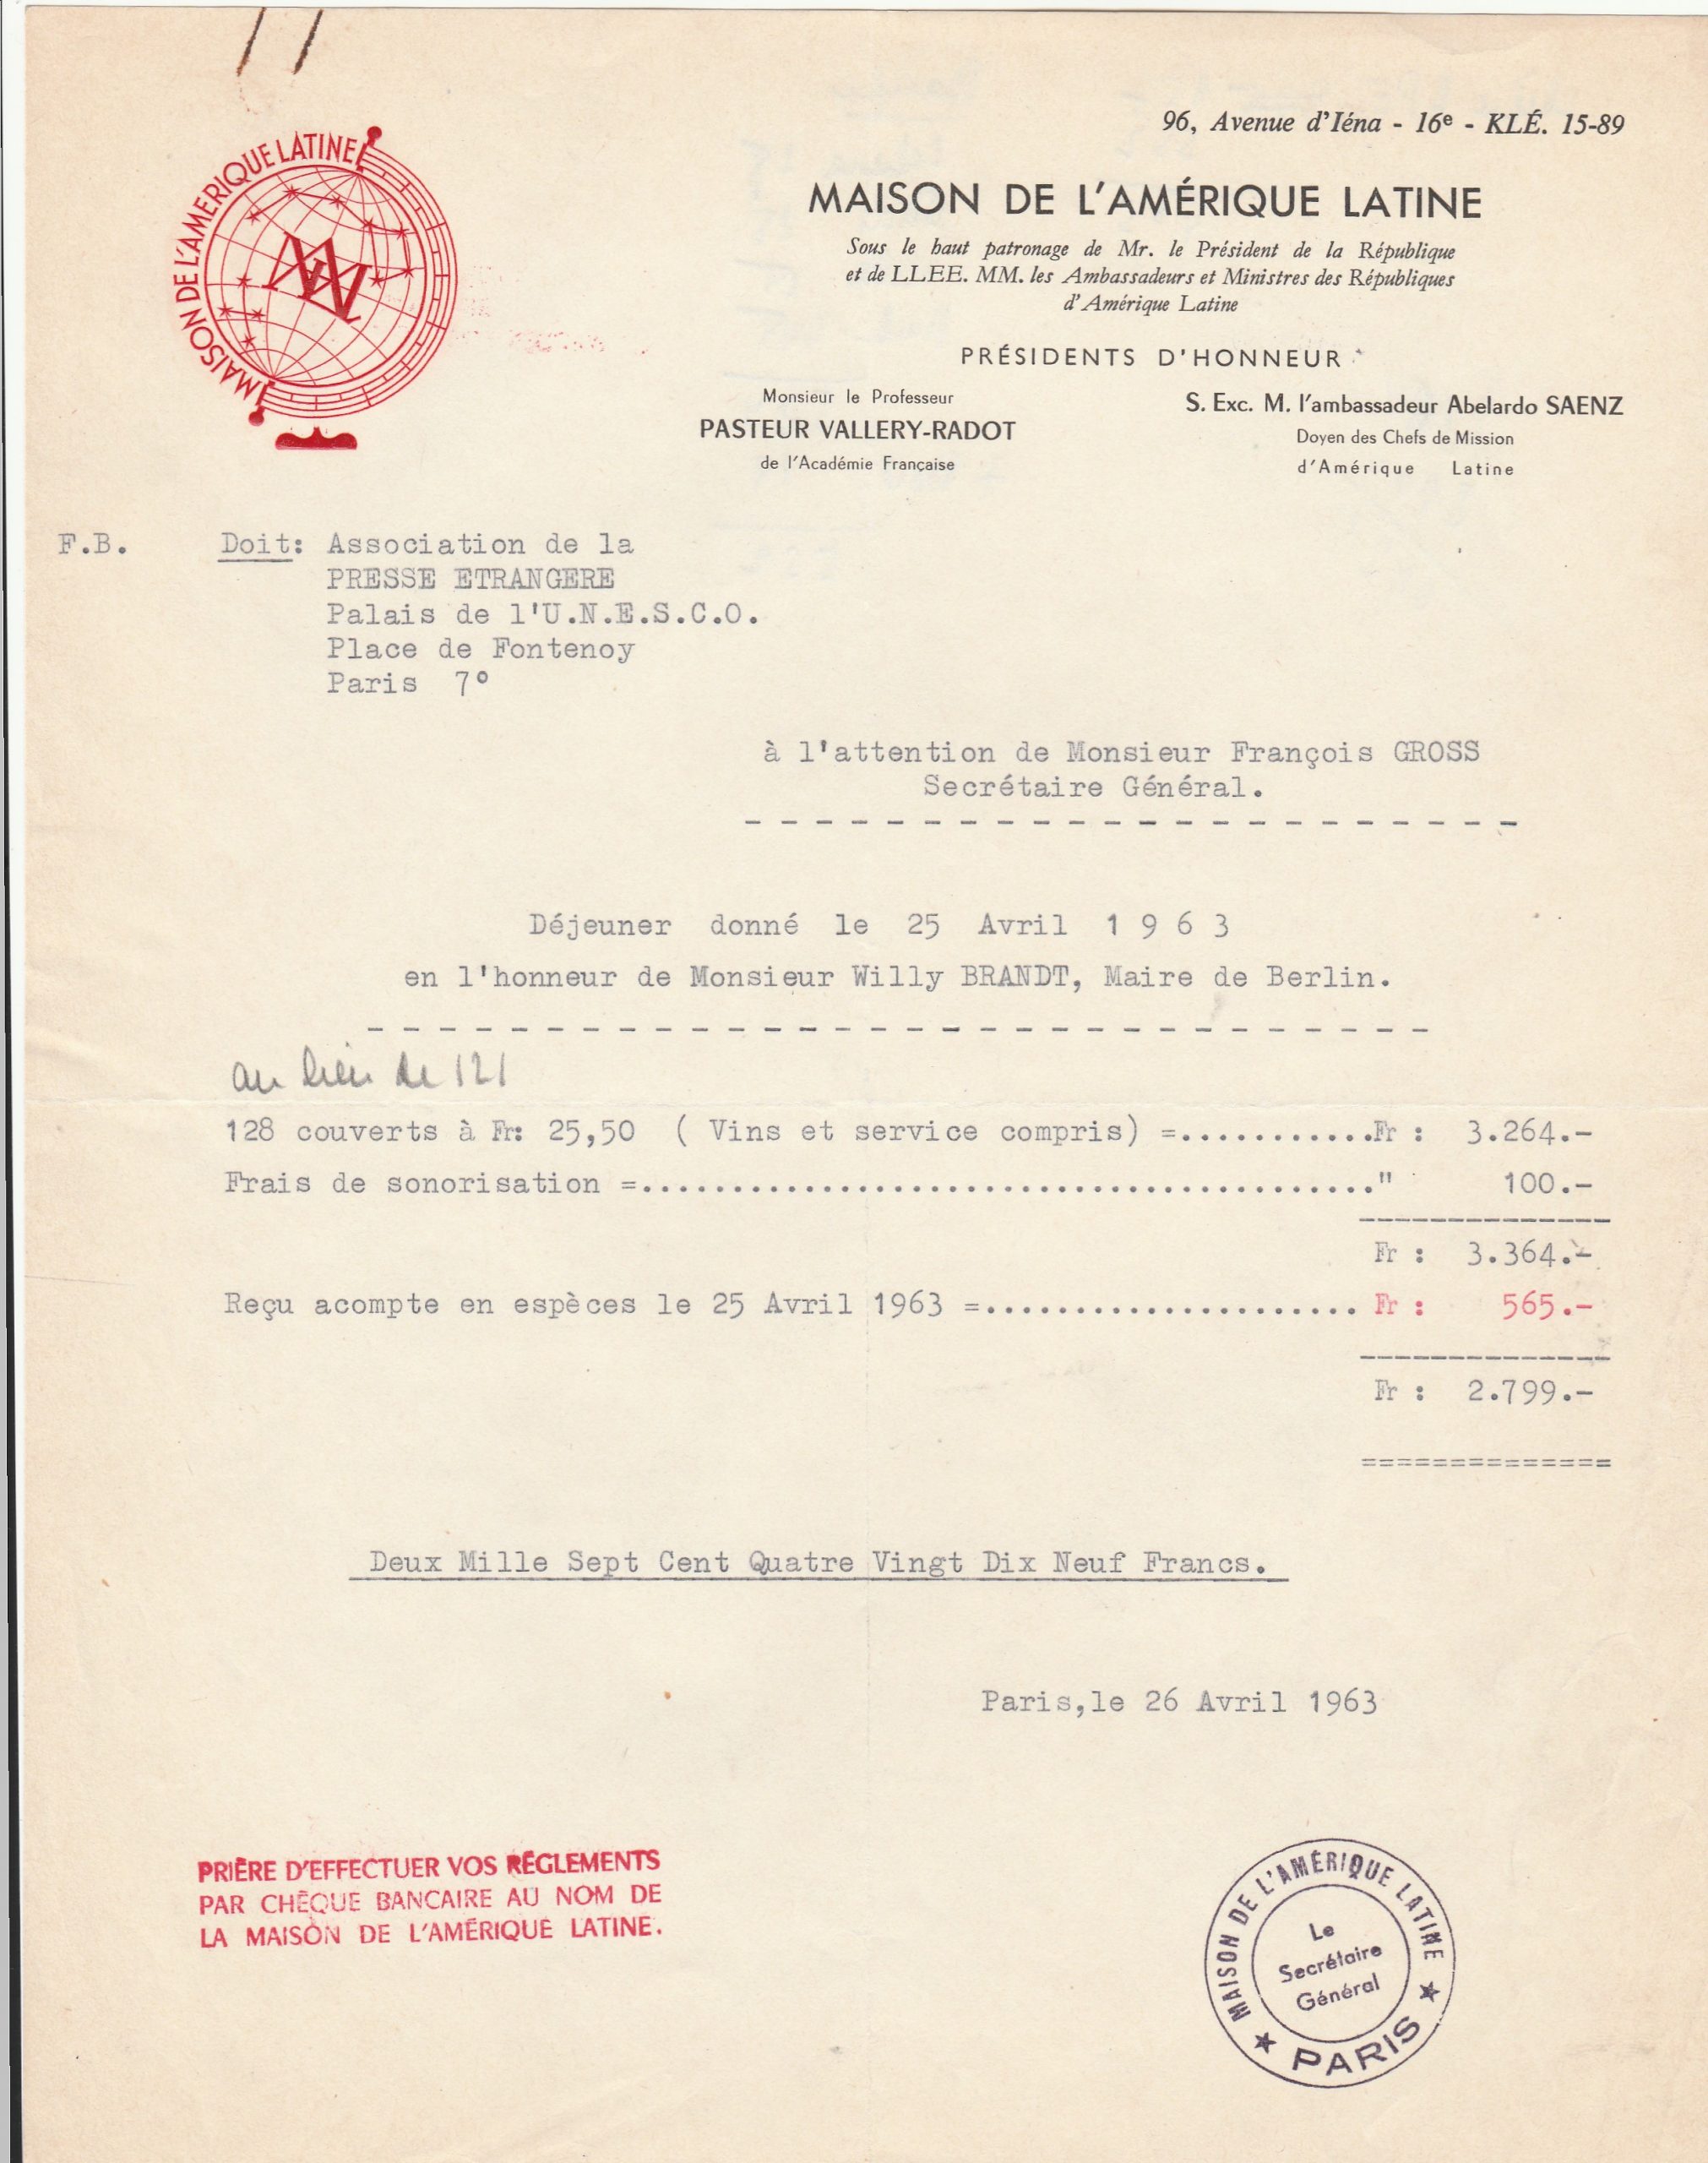 96, Avenue d'Iéna - 16e - KLÉ. 15-89
MAISON DE L'AMERIQUE LATINE
MAISON DE L'AMÉRIQUE LATINE
Sous le haut patronage de Mr. le Président de la République
et de LLEE. MM. les Ambassadeurs et Ministres des Républiques
d'Amérique Latine
PRÉSIDENTS D'HONNEUR
Monsieur le Professeur
PASTEUR VALLERY-RADOT
de l'Académie Française
S. Exc. M. l'ambassadeur Abelardo SAENZ
Doyen des Chefs de Mission
d'Amérique Latine
F.B. Doit: Association de la
PRESSE ETRANGERE
Palais de l'U.N.E.S.C.O.
Place de Fontenoy
Paris 7°
à l'attention de Monsieur François GROSS
Secrétaire Général.
Déjeuner donné le 25 Avril 1 9 6 3
en l'honneur de Monsieur Willy BRANDT, Maire de Berlin.
au lieu de 121
128 couverts à Fr: 25,50 ( Vins et service compris) =...........Fr : 3.264.-
Frais de sonorisation =........................................." 100.-
Fr : 3.364.-
Reçu acompte en espèces le 25 Avril 1963 =..................... Fr : 565.-
Fr : 2.799.-
==============
Deux Mille Sept Cent Quatre Vingt Dix Neuf Francs.
Paris,le 26 Avril 1963
PRIÈRE D'EFFECTUER VOS RÉGLEMENTS
PAR CHÈQUE BANCAIRE AU NOM DE
LA MAISON DE L'AMÉRIQUE LATINE.
MAISON DE L'AMÉRIQUE LATINE
Le
Secrétaire
Général
★ PARIS ★